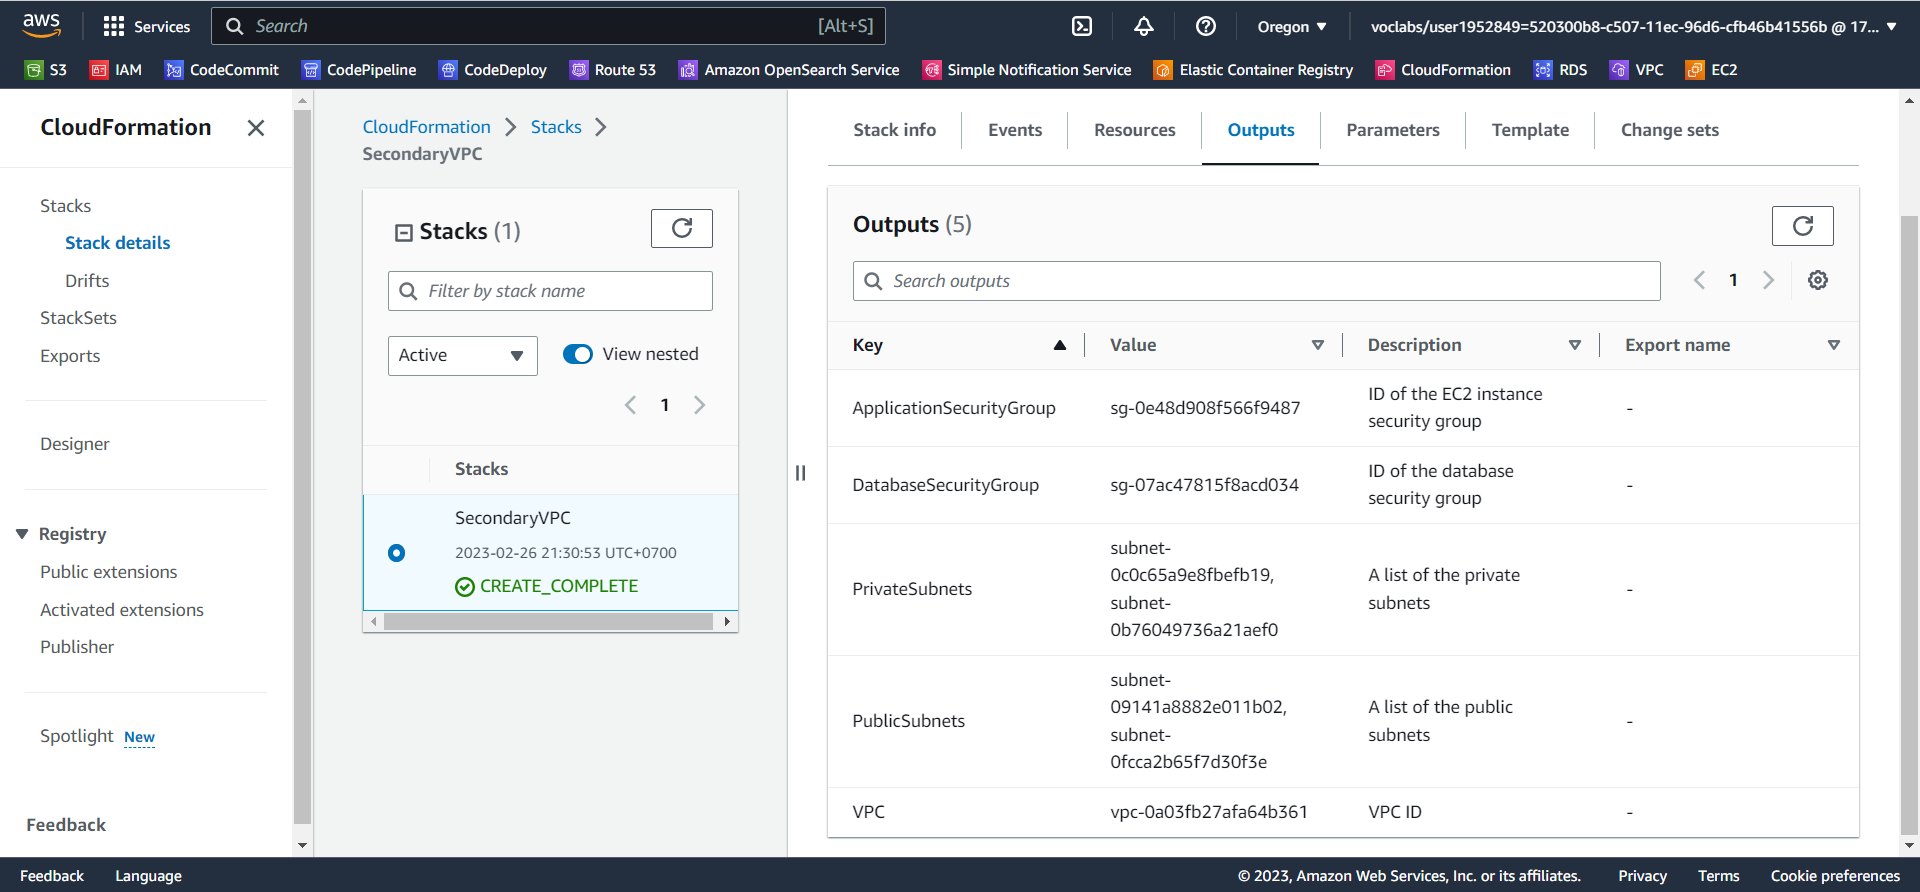 aws
Services
Search
[Alt+S]
Oregon
voclabs/user1952849=520300b8-c507-11ec-96d6-cfb46b41556b @ 17...
S3
IAM
CodeCommit
CodePipeline
CodeDeploy
Route 53
Amazon OpenSearch Service
Simple Notification Service
Elastic Container Registry
CloudFormation
RDS
VPC
EC2
CloudFormation
Stacks
Stack details
Drifts
StackSets
Exports
Designer
Registry
Public extensions
Activated extensions
Publisher
Spotlight New
Feedback
CloudFormation
Stacks
SecondaryVPC
Stacks (1)
Filter by stack name
Active
View nested
1
Stacks
SecondaryVPC
2023-02-26 21:30:53 UTC+0700
CREATE_COMPLETE
Stack info
Events
Resources
Outputs
Parameters
Template
Change sets
Outputs (5)
Search outputs
1
Key
Value
Description
Export name
ApplicationSecurityGroup
sg-0e48d908f566f9487
ID of the EC2 instance
security group
-
DatabaseSecurityGroup
sg-07ac47815f8acd034
ID of the database
security group
-
PrivateSubnets
subnet-
0c0c65a9e8fbefb19,
subnet-
0b76049736a21aef0
A list of the private
subnets
-
PublicSubnets
subnet-
09141a8882e011b02,
subnet-
0fcca2b65f7d30f3e
A list of the public
subnets
-
VPC
vpc-0a03fb27afa64b361
VPC ID
-
Feedback
Language
© 2023, Amazon Web Services, Inc. or its affiliates.
Privacy
Terms
Cookie preferences